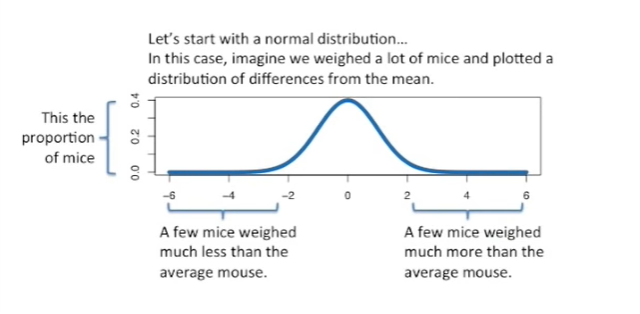 Let's start with a normal distribution...
In this case, imagine we weighed a lot of mice and plotted a
distribution of differences from the mean.
This the
proportion
of mice
0.4
0.2
0.0
-6 -4 -2 0 2 4 6
A few mice weighed
much less than the
average mouse.
A few mice weighed
much more than the
average mouse.